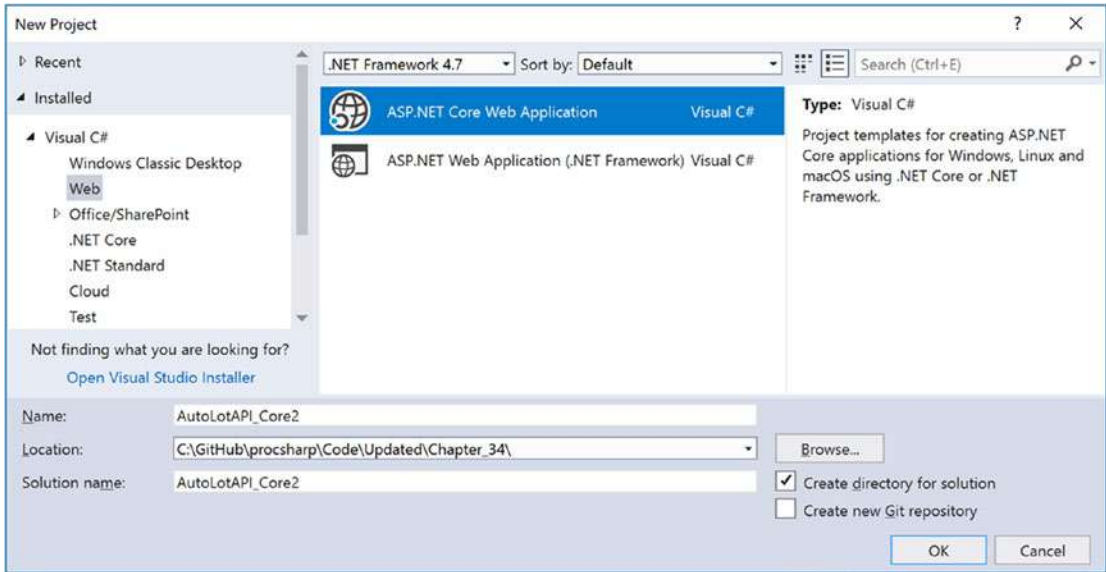 New Project
?
Recent
Installed
Visual C#
Windows Classic Desktop
Web
Office/SharePoint
.NET Core
.NET Standard
Cloud
Test
Not finding what you are looking for?
Open Visual Studio Installer
.NET Framework 4.7
Sort by: Default
Search (Ctrl+E)
ASP.NET Core Web Application Visual C#
ASP.NET Web Application (.NET Framework) Visual C#
Type: Visual C#
Project templates for creating ASP.NET
Core applications for Windows, Linux and
macOS using .NET Core or .NET
Framework.
Name: AutoLotAPI_Core2
Location: C:\GitHub\procsharp\Code\Updated\Chapter_34\
Browse...
Solution name: AutoLotAPI_Core2
Create directory for solution
Create new Git repository
OK Cancel